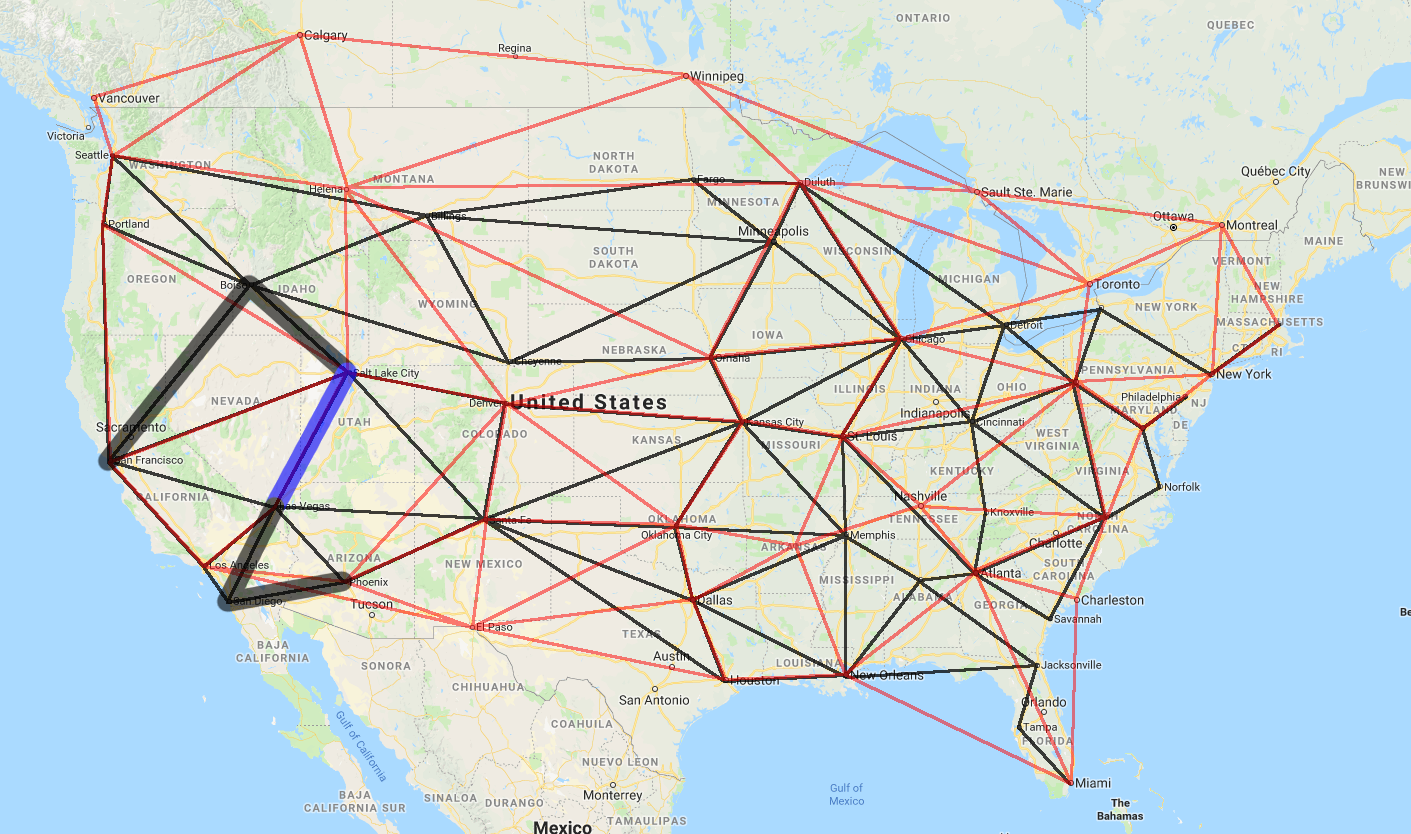 ONTARIO
QUEBEC
Calgary
Regina
Winnipeg
Vancouver
Victoria
Seattle
WASHINGTON
NORTH
DAKOTA
MONTANA
Helena
Fargo
Duluth
Sault Ste. Marie
Québec City
NEW
BRUNSWI
Ottawa
Montreal
MAINE
Portland
Billings
MINNESOTA
Minneapolis
WISCONSIN
SOUTH
DAKOTA
MICHIGAN
VERMONT
OREGON
Boise
IDAHO
WYOMING
Toronto
NEW YORK
NEW
HAMPSHIRE
MASSACHUSETTS
CT
RI
Detroit
IOWA
Chicago
NEBRASKA
Cheyenne
Omaha
Salt Lake City
PENNSYLVANIA
New York
NEVADA
Denver
United States
ILLINOIS
INDIANA
OHIO
Indianapolis
Philadelphia
NJ
MARYLAND
DE
Sacramento
San Francisco
UTAH
COLORADO
KANSAS
Kansas City
MISSOURI
St. Louis
Cincinnati
WEST
VIRGINIA
KENTUCKY
VIRGINIA
Norfolk
CALIFORNIA
Las Vegas
Santa Fe
OKLAHOMA
Oklahoma City
Nashville
TENNESSEE
Knoxville
NORTH
CAROLINA
Charlotte
Los Angeles
ARIZONA
Phoenix
NEW MEXICO
ARKANSAS
Memphis
SOUTH
CAROLINA
MISSISSIPPI
Atlanta
ALABAMA
GEORGIA
Charleston
Savannah
San Diego
Tucson
El Paso
Dallas
TEXAS
Austin
LOUISIANA
BAJA
CALIFORNIA
SONORA
CHIHUAHUA
San Antonio
Houston
New Orleans
Jacksonville
Orlando
Tampa
FLORIDA
Miami
Gulf of California
COAHUILA
NUEVO LEON
Monterrey
Gulf of
Mexico
The
Bahamas
BAJA
CALIFORNIA SUR
SINALOA
DURANGO
TAMAULIPAS
Mexico
Be